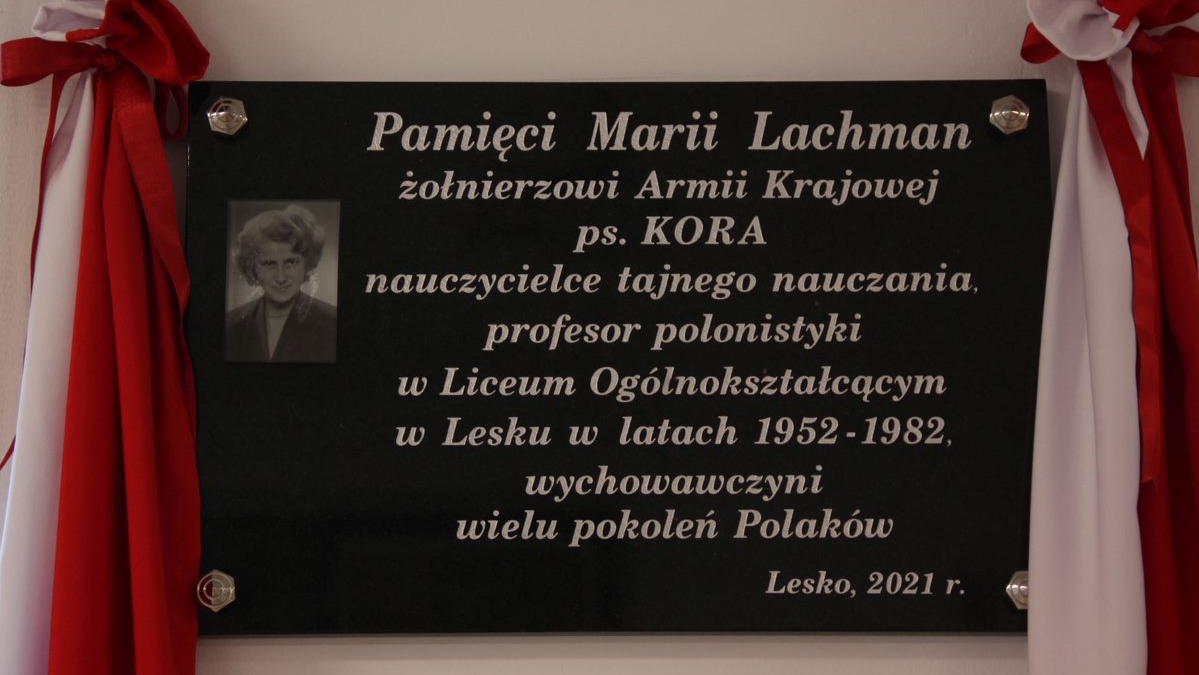 Pamięci Marii Lachman
żołnierzowi Armii Krajowej
ps. KORA
nauczycielce tajnego nauczania,
profesor polonistyki
w Liceum Ogólnokształcącym
w Lesku w latach 1952-1982,
wychowawczyni
wielu pokoleń Polaków
Lesko, 2021 r.